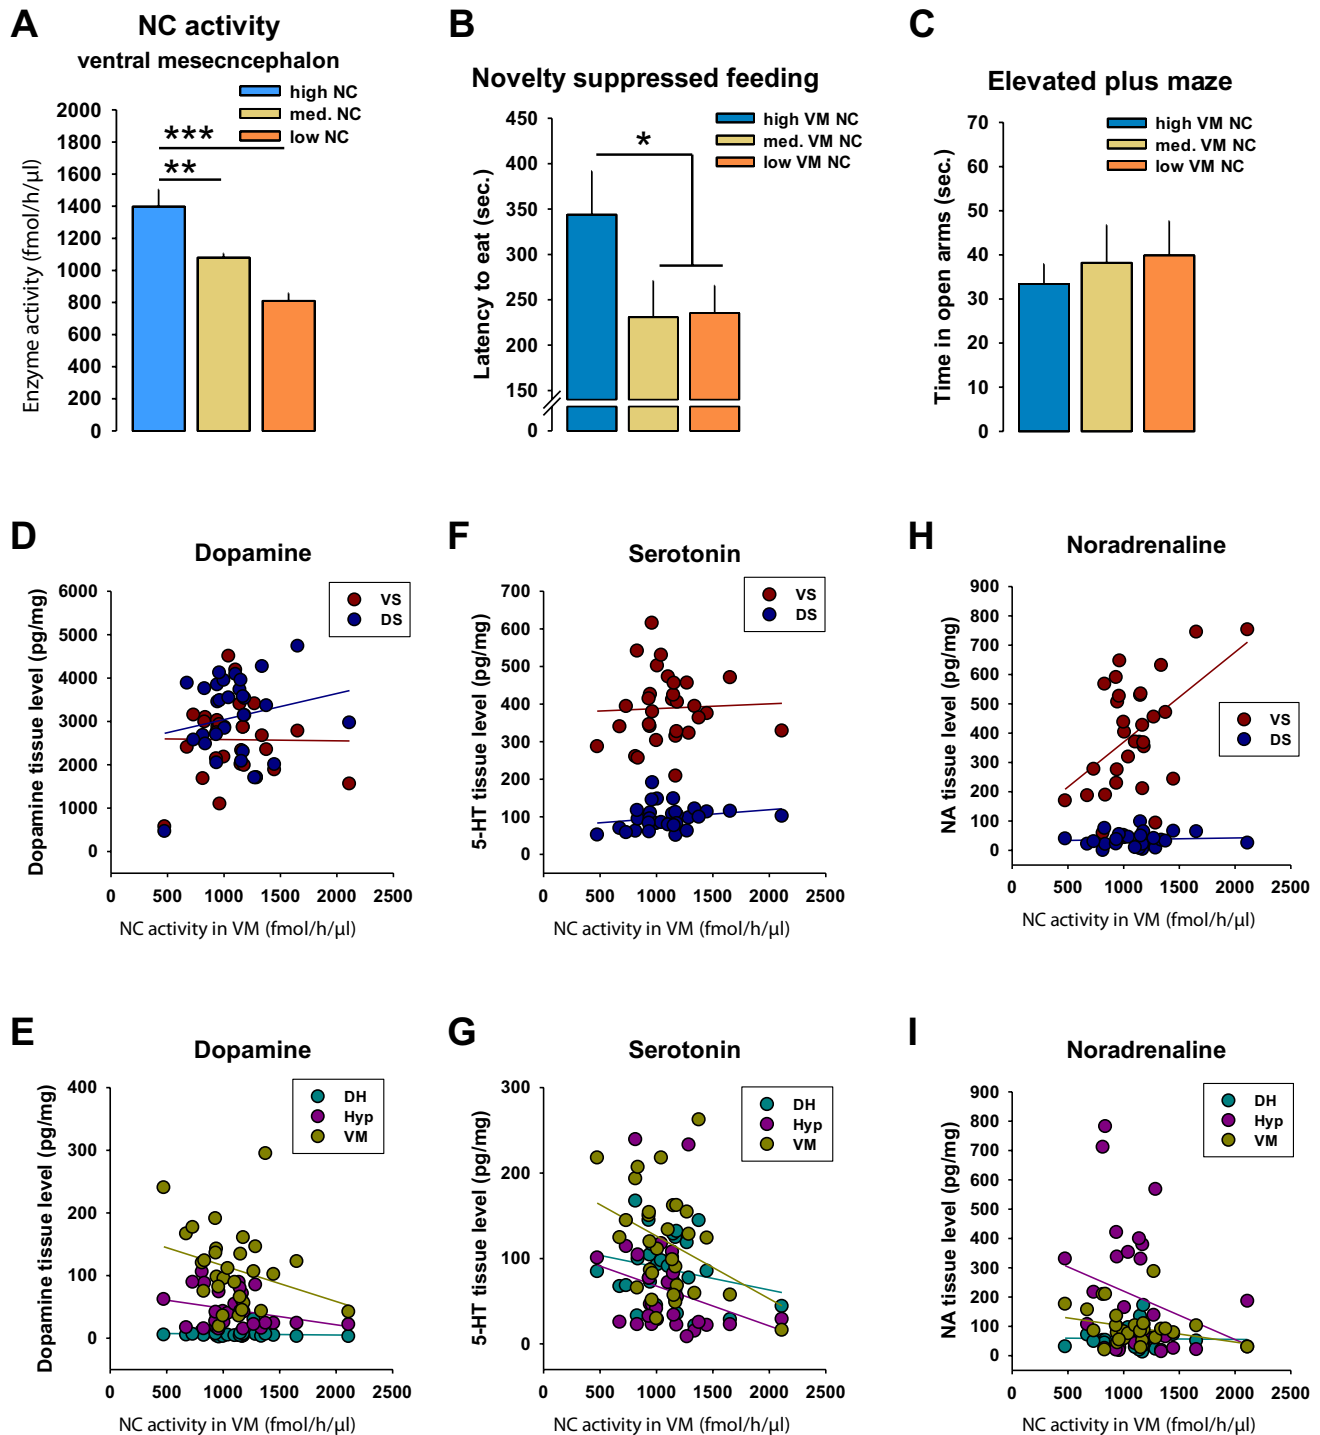 A
NC activity
ventral mesecncephalon
high NC
med. NC
low NC
***
**
Enzyme activity (fmol/h/µl)
2000
1800
1600
1400
1200
1000
800
600
400
200
0
B
Novelty suppressed feeding
high VM NC
med. VM NC
low VM NC
*
Latency to eat (sec.)
450
400
350
300
250
200
150
0
C
Elevated plus maze
high VM NC
med. VM NC
low VM NC
Time in open arms (sec.)
70
60
50
40
30
20
10
0
D
Dopamine
VS
DS
Dopamine tissue level (pg/mg)
6000
5000
4000
3000
2000
1000
0
0 500 1000 1500 2000 2500
NC activity in VM (fmol/h/µl)
F
Serotonin
VS
DS
5-HT tissue level (pg/mg)
700
600
500
400
300
200
100
0
0 500 1000 1500 2000 2500
NC activity in VM (fmol/h/µl)
H
Noradrenaline
VS
DS
NA tissue level (pg/mg)
900
800
700
600
500
400
300
200
100
0
0 500 1000 1500 2000 2500
NC activity in VM (fmol/h/µl)
E
Dopamine
DH
Hyp
VM
Dopamine tissue level (pg/mg)
400
300
200
100
0
0 500 1000 1500 2000 2500
NC activity in VM (fmol/h/µl)
G
Serotonin
DH
Hyp
VM
5-HT tissue level (pg/mg)
300
200
100
0
0 500 1000 1500 2000 2500
NC activity in VM (fmol/h/µl)
I
Noradrenaline
DH
Hyp
VM
NA tissue level (pg/mg)
900
800
700
600
500
400
300
200
100
0
0 500 1000 1500 2000 2500
NC activity in VM (fmol/h/µl)